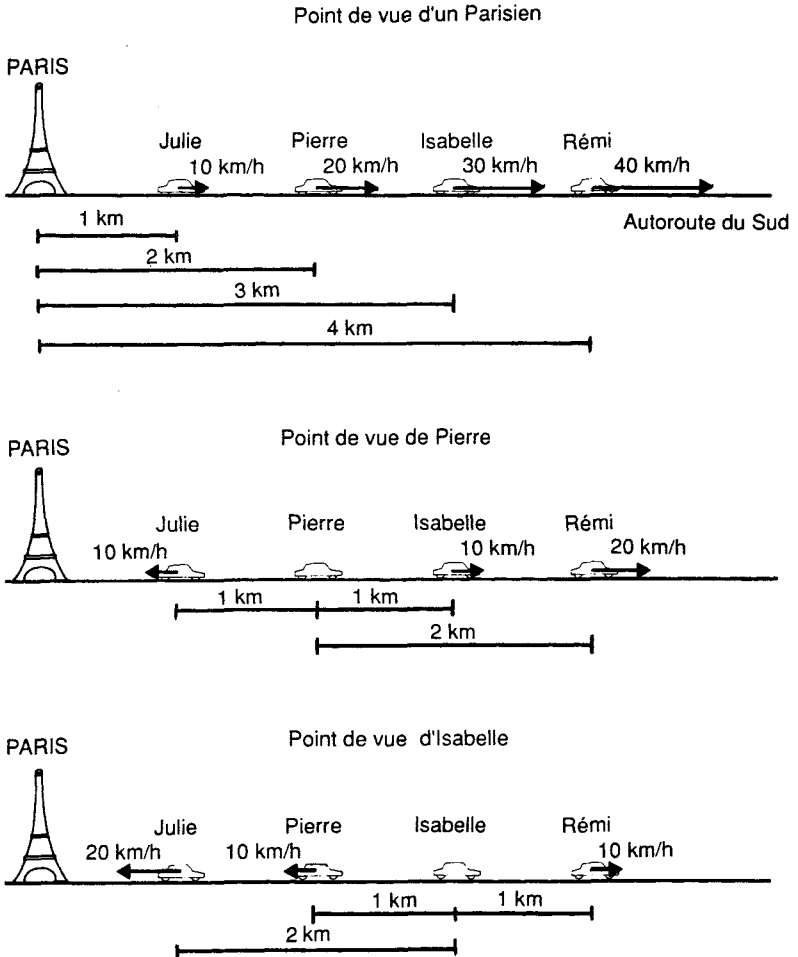 Point de vue d'un Parisien
PARIS
Julie Pierre Isabelle Rémi
10 km/h 20 km/h 30 km/h 40 km/h
Autoroute du Sud
1 km
2 km
3 km
4 km
Point de vue de Pierre
PARIS
Julie Pierre Isabelle Rémi
10 km/h 10 km/h 20 km/h
1 km 1 km
2 km
Point de vue d'Isabelle
PARIS
Julie Pierre Isabelle Rémi
20 km/h 10 km/h 10 km/h
1 km 1 km
2 km